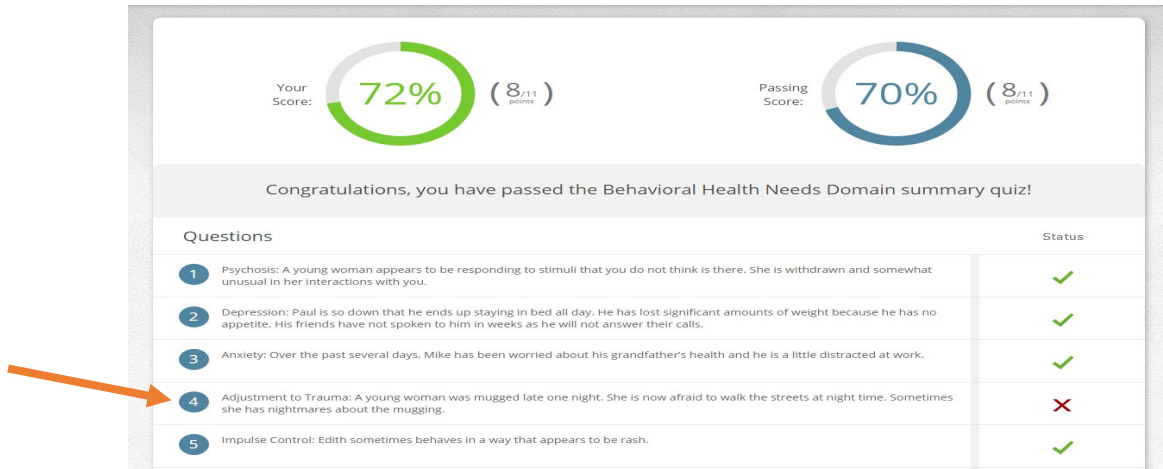 Your Score: 72% (8/11 points)
Passing Score: 70% (8/11 points)
Congratulations, you have passed the Behavioral Health Needs Domain summary quiz!
Questions Status
1 Psychosis: A young woman appears to be responding to stimuli that you do not think is there. She is withdrawn and somewhat
unusual in her interactions with you.
2 Depression: Paul is so down that he ends up staying in bed all day. He has lost significant amounts of weight because he has no
appetite. His friends have not spoken to him in weeks as he will not answer their calls.
3 Anxiety: Over the past several days, Mike has been worried about his grandfather's health and he is a little distracted at work.
4 Adjustment to Trauma: A young woman was mugged late one night. She is now afraid to walk the streets at night time. Sometimes
she has nightmares about the mugging.
5 Impulse Control: Edith sometimes behaves in a way that appears to be rash.